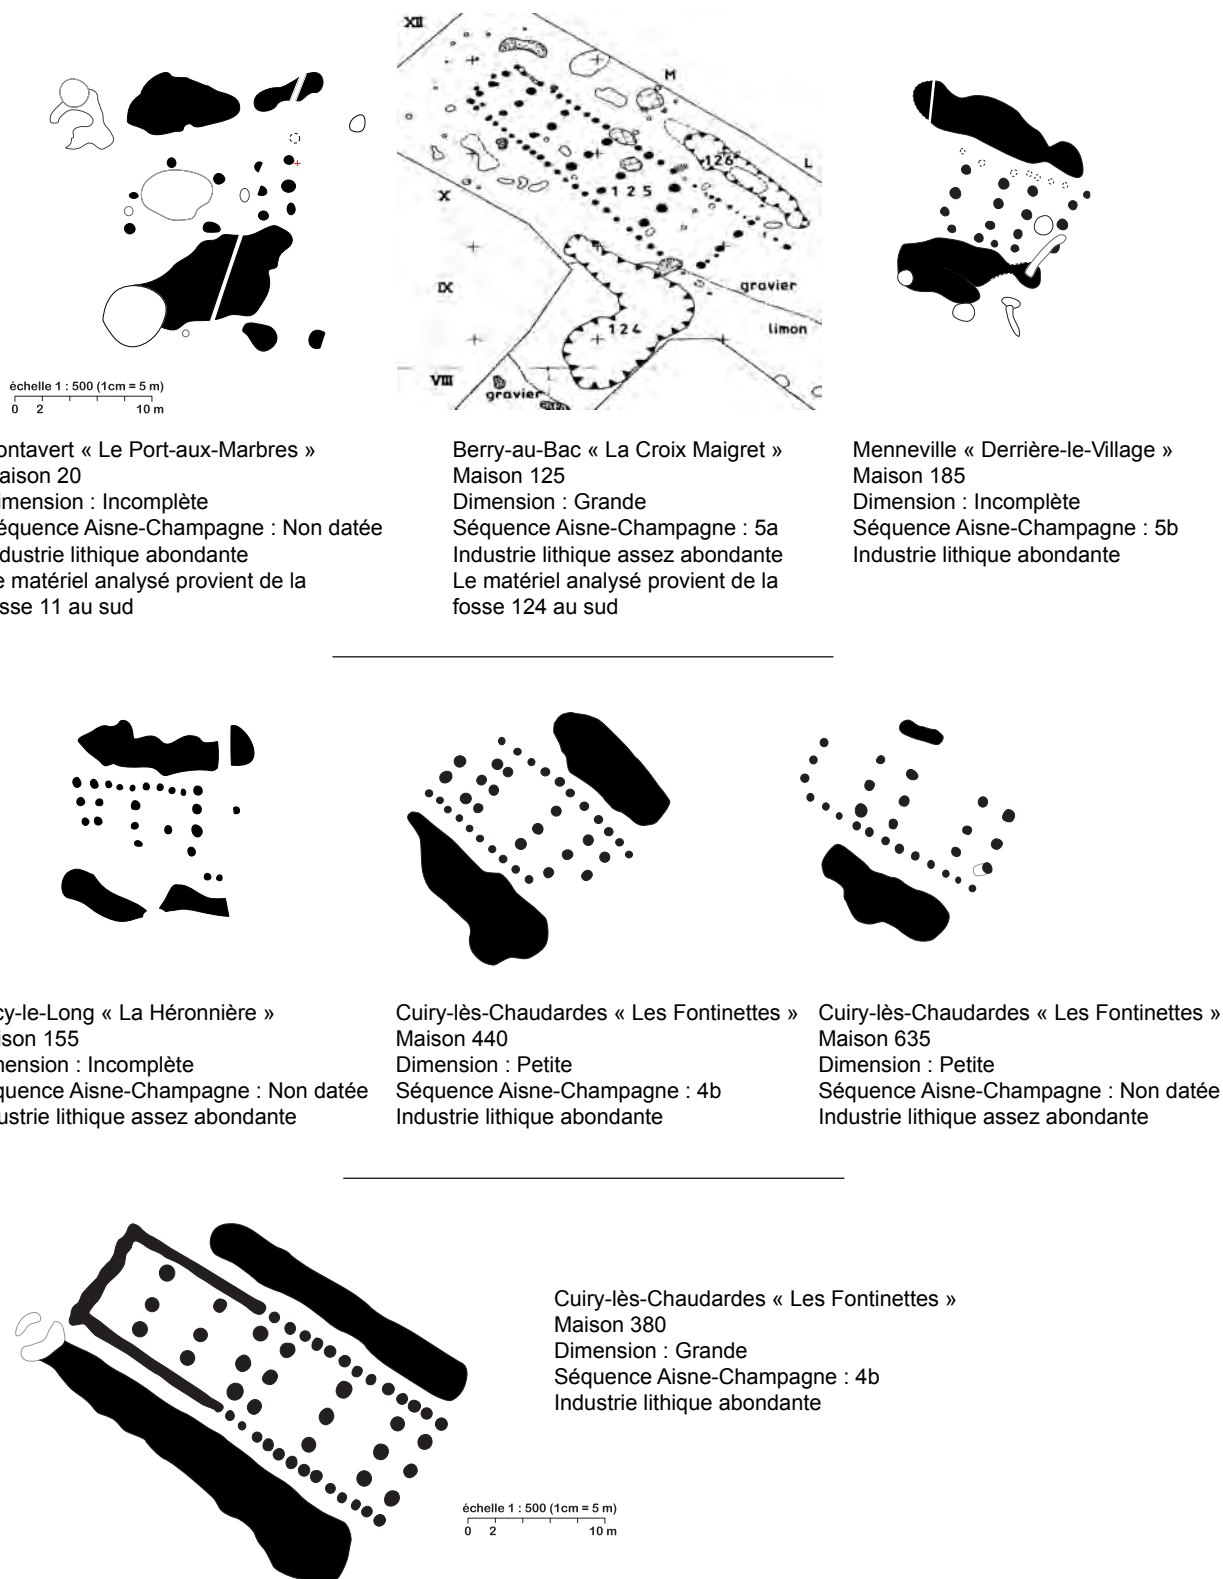 XII
M
L
126
125
X
IX
124
VIII
gravier
limon
gravier
échelle 1 : 500 (1cm = 5 m)
0 2 10 m
ontavert « Le Port-aux-Marbres »
aison 20
imension : Incomplète
équence Aisne-Champagne : Non datée
dustrie lithique abondante
e matériel analysé provient de la
sse 11 au sud
Berry-au-Bac « La Croix Maigret »
Maison 125
Dimension : Grande
Séquence Aisne-Champagne : 5a
Industrie lithique assez abondante
Le matériel analysé provient de la
fosse 124 au sud
Menneville « Derrière-le-Village »
Maison 185
Dimension : Incomplète
Séquence Aisne-Champagne : 5b
Industrie lithique abondante
cy-le-Long « La Héronnière »
ison 155
mension : Incomplète
quence Aisne-Champagne : Non datée
ustrie lithique assez abondante
Cuiry-lès-Chaudardes « Les Fontinettes »
Maison 440
Dimension : Petite
Séquence Aisne-Champagne : 4b
Industrie lithique abondante
Cuiry-lès-Chaudardes « Les Fontinettes »
Maison 635
Dimension : Petite
Séquence Aisne-Champagne : Non datée
Industrie lithique assez abondante
Cuiry-lès-Chaudardes « Les Fontinettes »
Maison 380
Dimension : Grande
Séquence Aisne-Champagne : 4b
Industrie lithique abondante
échelle 1 : 500 (1cm = 5 m)
0 2 10 m